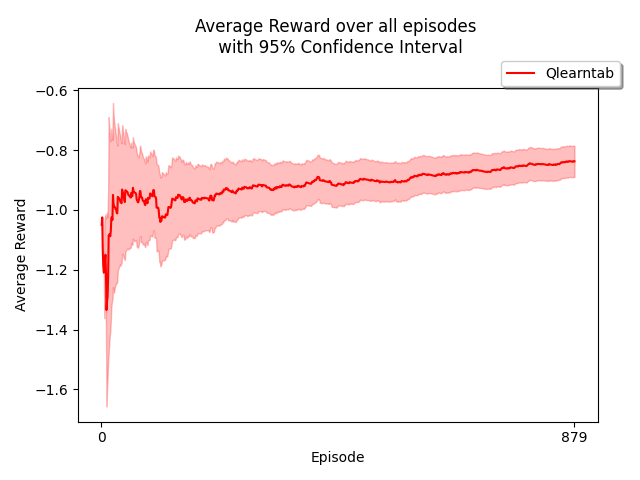 Average Reward over all episodes
with 95% Confidence Interval
Qlearntab
−0.6
−0.8
−1.0
−1.2
−1.4
−1.6
Average Reward
0
879
Episode